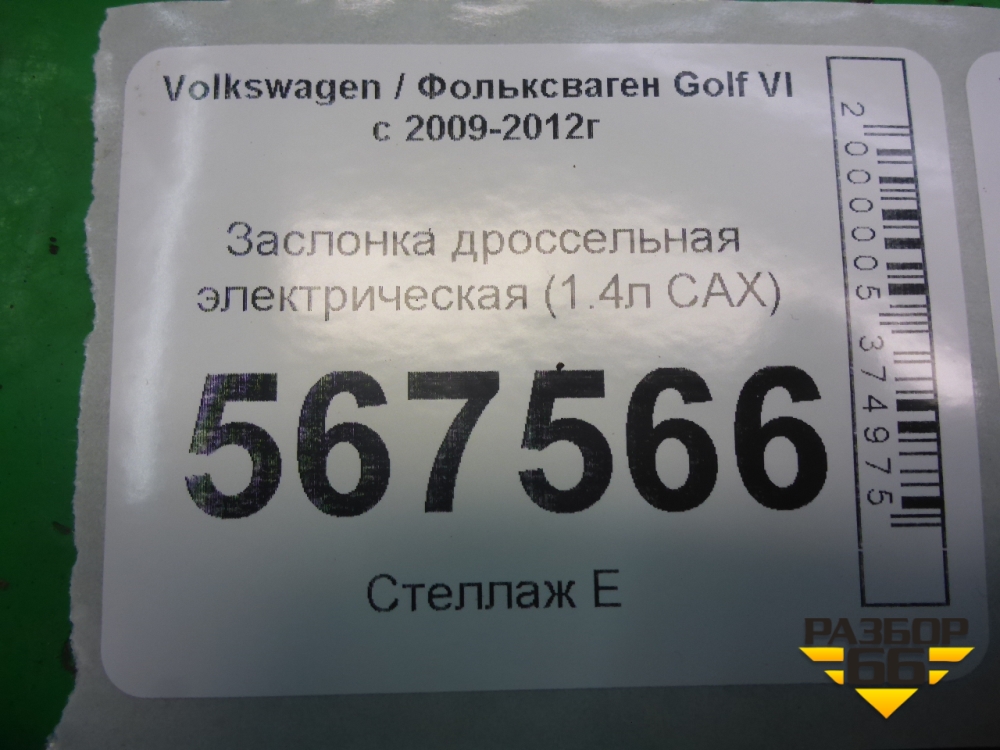 Volkswagen / Фольксваген Golf VI
с 2009-2012г
Заслонка дроссельная
электрическая (1.4л CAX)
567566
Стеллаж Е
2000005374975
РАЗБОР
66